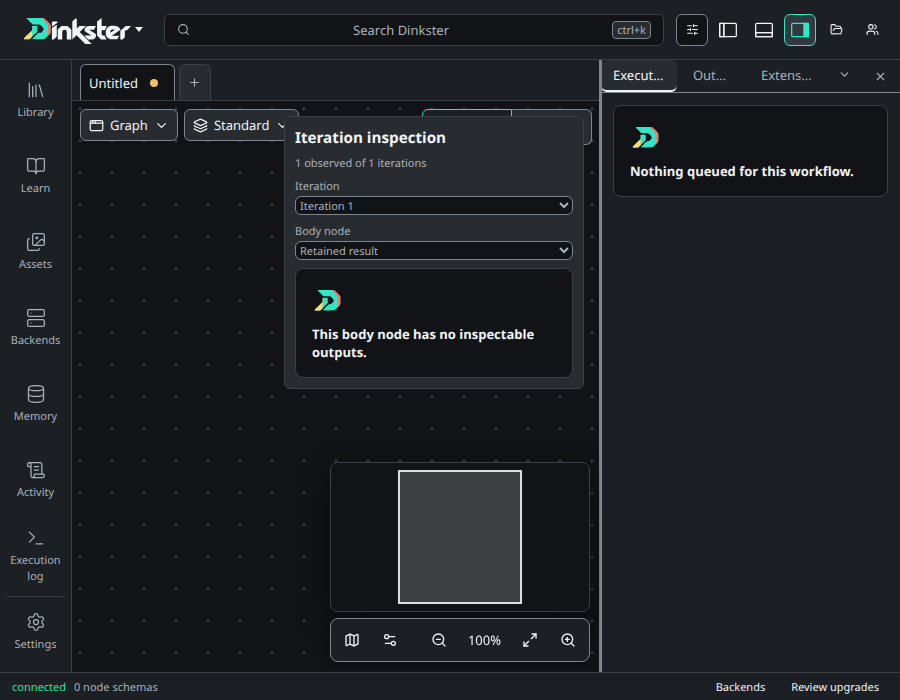 Dinkster
Search Dinkster
ctrl+k
Library
Learn
Assets
Backends
Memory
Activity
Execution
log
Settings
Untitled
+
Graph
Standard
Iteration inspection
1 observed of 1 iterations
Iteration
Iteration 1
Body node
Retained result
This body node has no inspectable
outputs.
100%
Execut...
Out...
Extens...
Nothing queued for this workflow.
connected
0 node schemas
Backends
Review upgrades